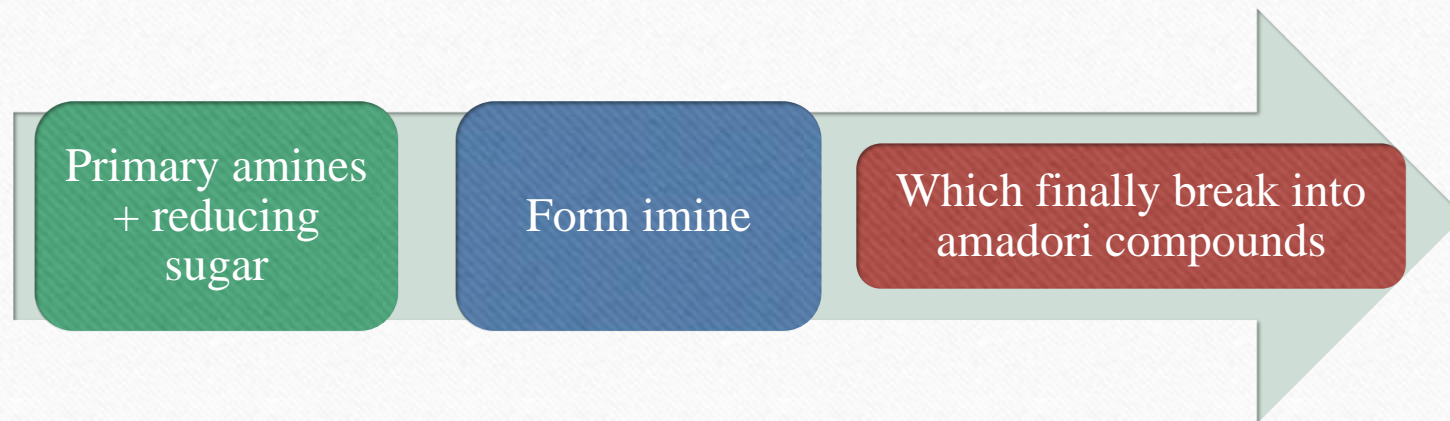 Primary amines
+ reducing
sugar
Form imine
Which finally break into
amadori compounds